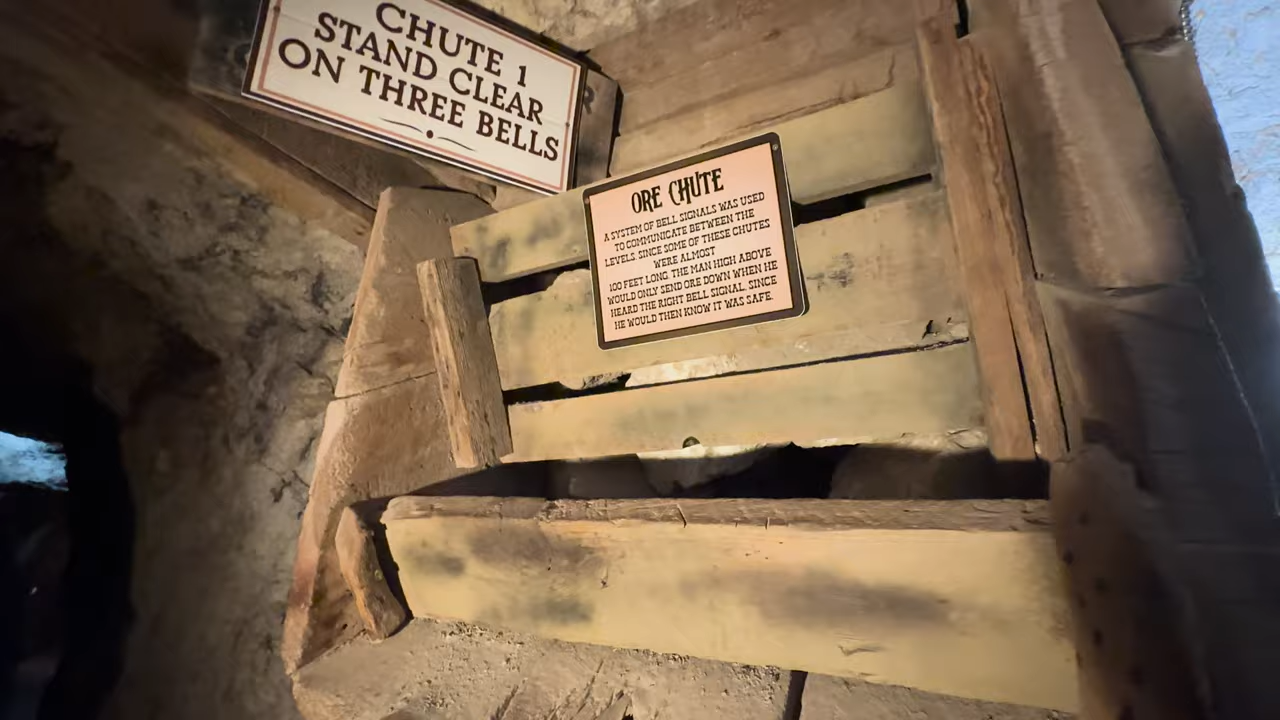 CHUTE 1
STAND CLEAR
ON THREE BELLS
ORE CHUTE
A SYSTEM OF BELL SIGNALS WAS USED
TO COMMUNICATE BETWEEN THE
LEVELS. SINCE SOME OF THESE CHUTES
WERE ALMOST
100 FEET LONG, THE MAN HIGH ABOVE
WOULD ONLY SEND ORE DOWN WHEN HE
HEARD THE RIGHT BELL SIGNAL, SINCE
HE WOULD THEN KNOW IT WAS SAFE.